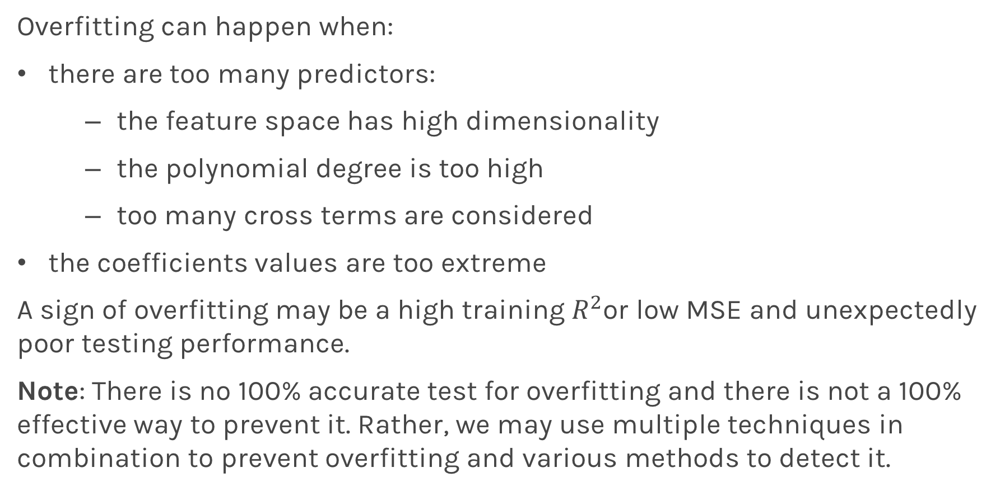 Overfitting can happen when:
• there are too many predictors:
– the feature space has high dimensionality
– the polynomial degree is too high
– too many cross terms are considered
• the coefficients values are too extreme
A sign of overfitting may be a high training R² or low MSE and unexpectedly
poor testing performance.
Note: There is no 100% accurate test for overfitting and there is not a 100%
effective way to prevent it. Rather, we may use multiple techniques in
combination to prevent overfitting and various methods to detect it.